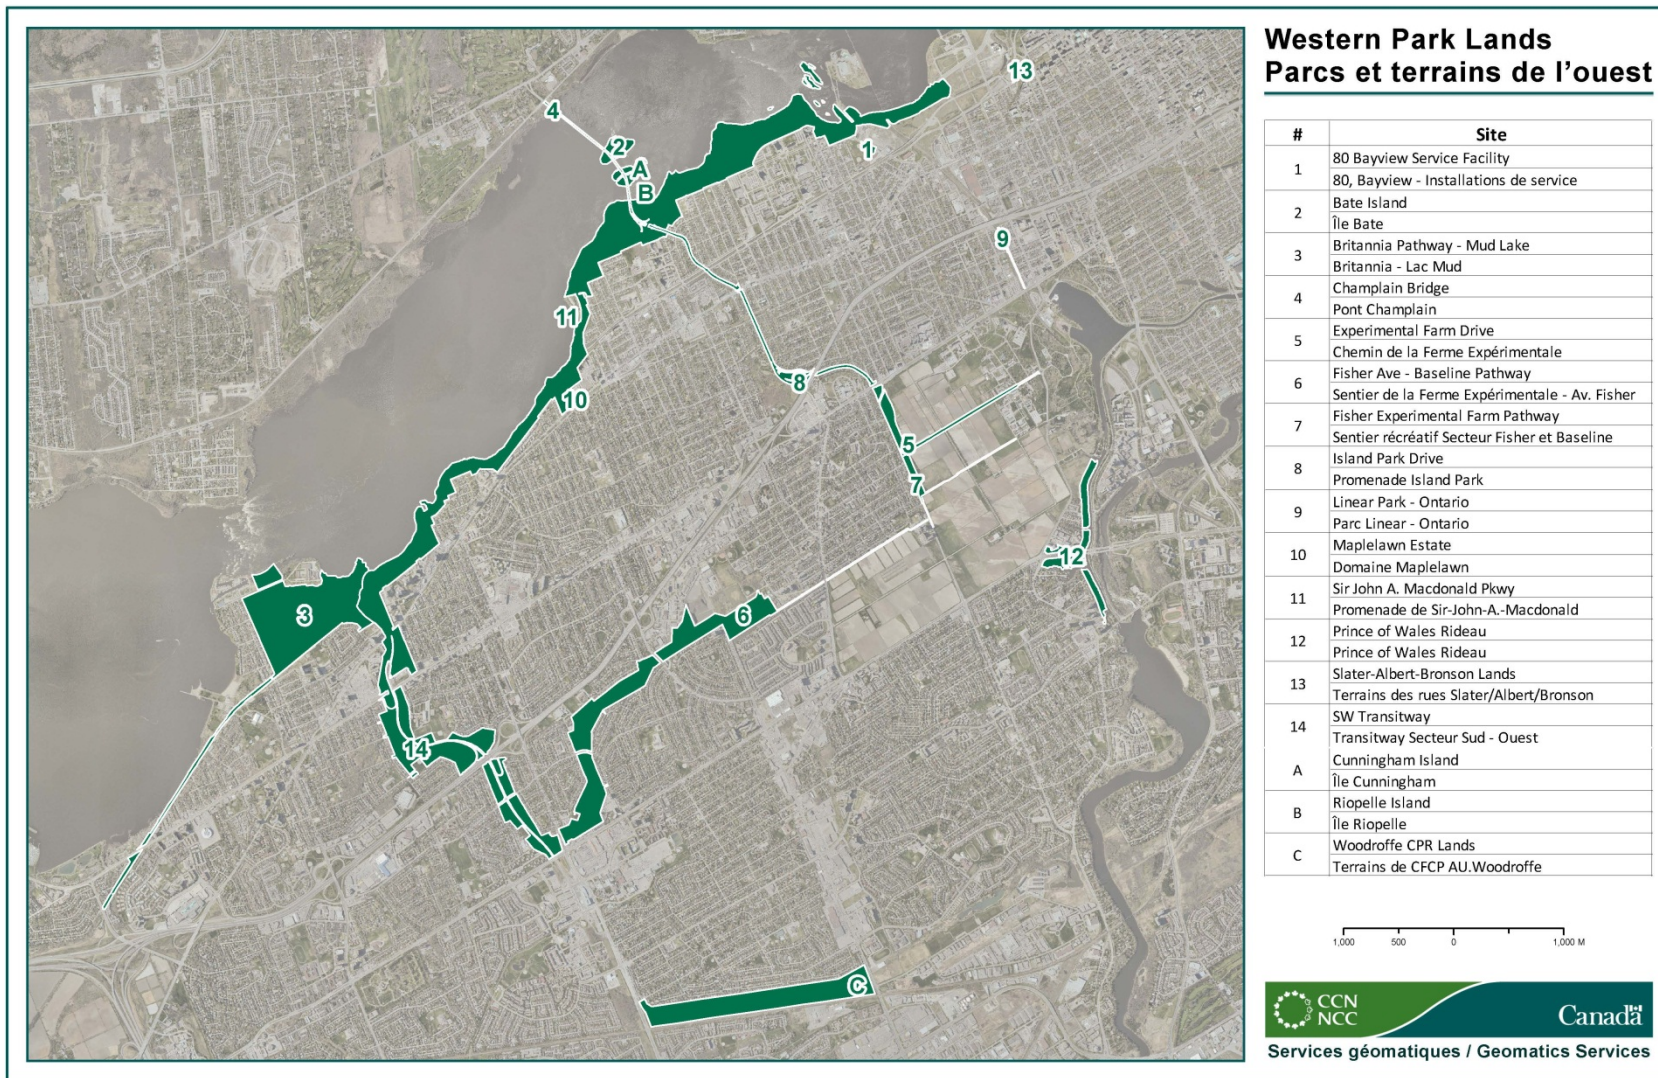 Western Park Lands
Parcs et terrains de l'ouest
# Site
1
80 Bayview Service Facility
80, Bayview - Installations de service
2
Bate Island
Île Bate
3
Britannia Pathway - Mud Lake
Britannia - Lac Mud
4
Champlain Bridge
Pont Champlain
5
Experimental Farm Drive
Chemin de la Ferme Expérimentale
6
Fisher Ave - Baseline Pathway
Sentier de la Ferme Expérimentale - Av. Fisher
7
Fisher Experimental Farm Pathway
Sentier récréatif Secteur Fisher et Baseline
8
Island Park Drive
Promenade Island Park
9
Linear Park - Ontario
Parc Linear - Ontario
10
Maplelawn Estate
Domaine Maplelawn
11
Sir John A. Macdonald Pkwy
Promenade de Sir-John-A.-Macdonald
12
Prince of Wales Rideau
Prince of Wales Rideau
13
Slater-Albert-Bronson Lands
Terrains des rues Slater/Albert/Bronson
14
SW Transitway
Transitway Secteur Sud - Ouest
A
Cunningham Island
Île Cunningham
B
Riopelle Island
Île Riopelle
C
Woodroffe CPR Lands
Terrains de CFCP AU.Woodroffe
1,000 500 0 1,000 M
CCN
NCC
Canada
Services géomatiques / Geomatics Services
13
4
2
1
A
B
9
11
8
10
5
7
12
3
6
14
C